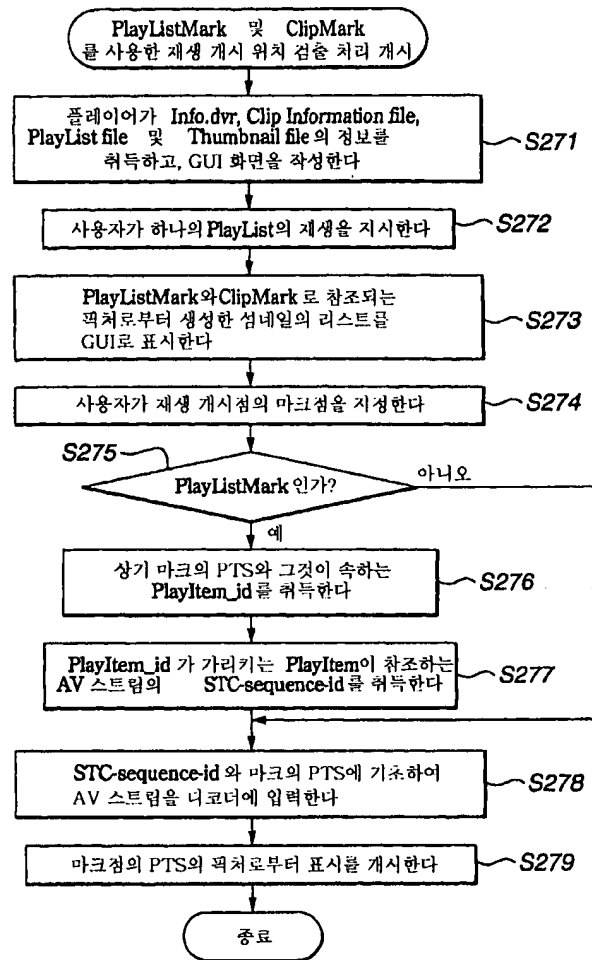 PlayListMark 및 ClipMark
를 사용한 재생 개시 위치 검출 처리 개시
플레이어가 Info.dvr, Clip Information file,
PlayList file 및 Thumbnail file의 정보를
취득하고, GUI 화면을 작성한다
S271
사용자가 하나의 PlayList의 재생을 지시한다
S272
PlayListMark와 ClipMark 로 참조되는
픽처로부터 생성한 섬네일의 리스트를
GUI로 표시한다
S273
사용자가 재생 개시점의 마크점을 지정한다
S274
S275
PlayListMark 인가?
아니오
예
상기 마크의 PTS와 그것이 속하는
PlayItem_id 를 취득한다
S276
PlayItem_id 가 가리키는 PlayItem이 참조하는
AV 스트림의 STC-sequence-id를 취득한다
S277
STC-sequence-id 와 마크의 PTS에 기초하여
AV 스트림을 디코더에 입력한다
S278
마크점의 PTS의 픽처로부터 표시를 개시한다
S279
종료